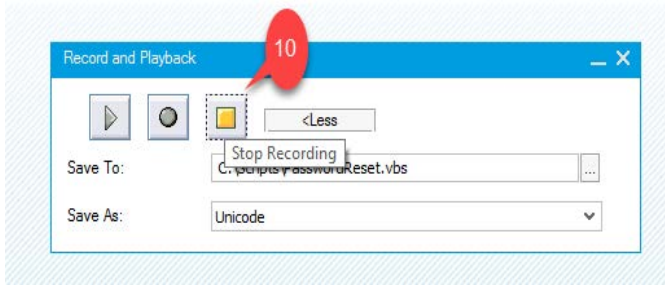 Record and Playback
10
<Less
Stop Recording
Save To:
C:\Scripts\PasswordReset.vbs
...
Save As:
Unicode